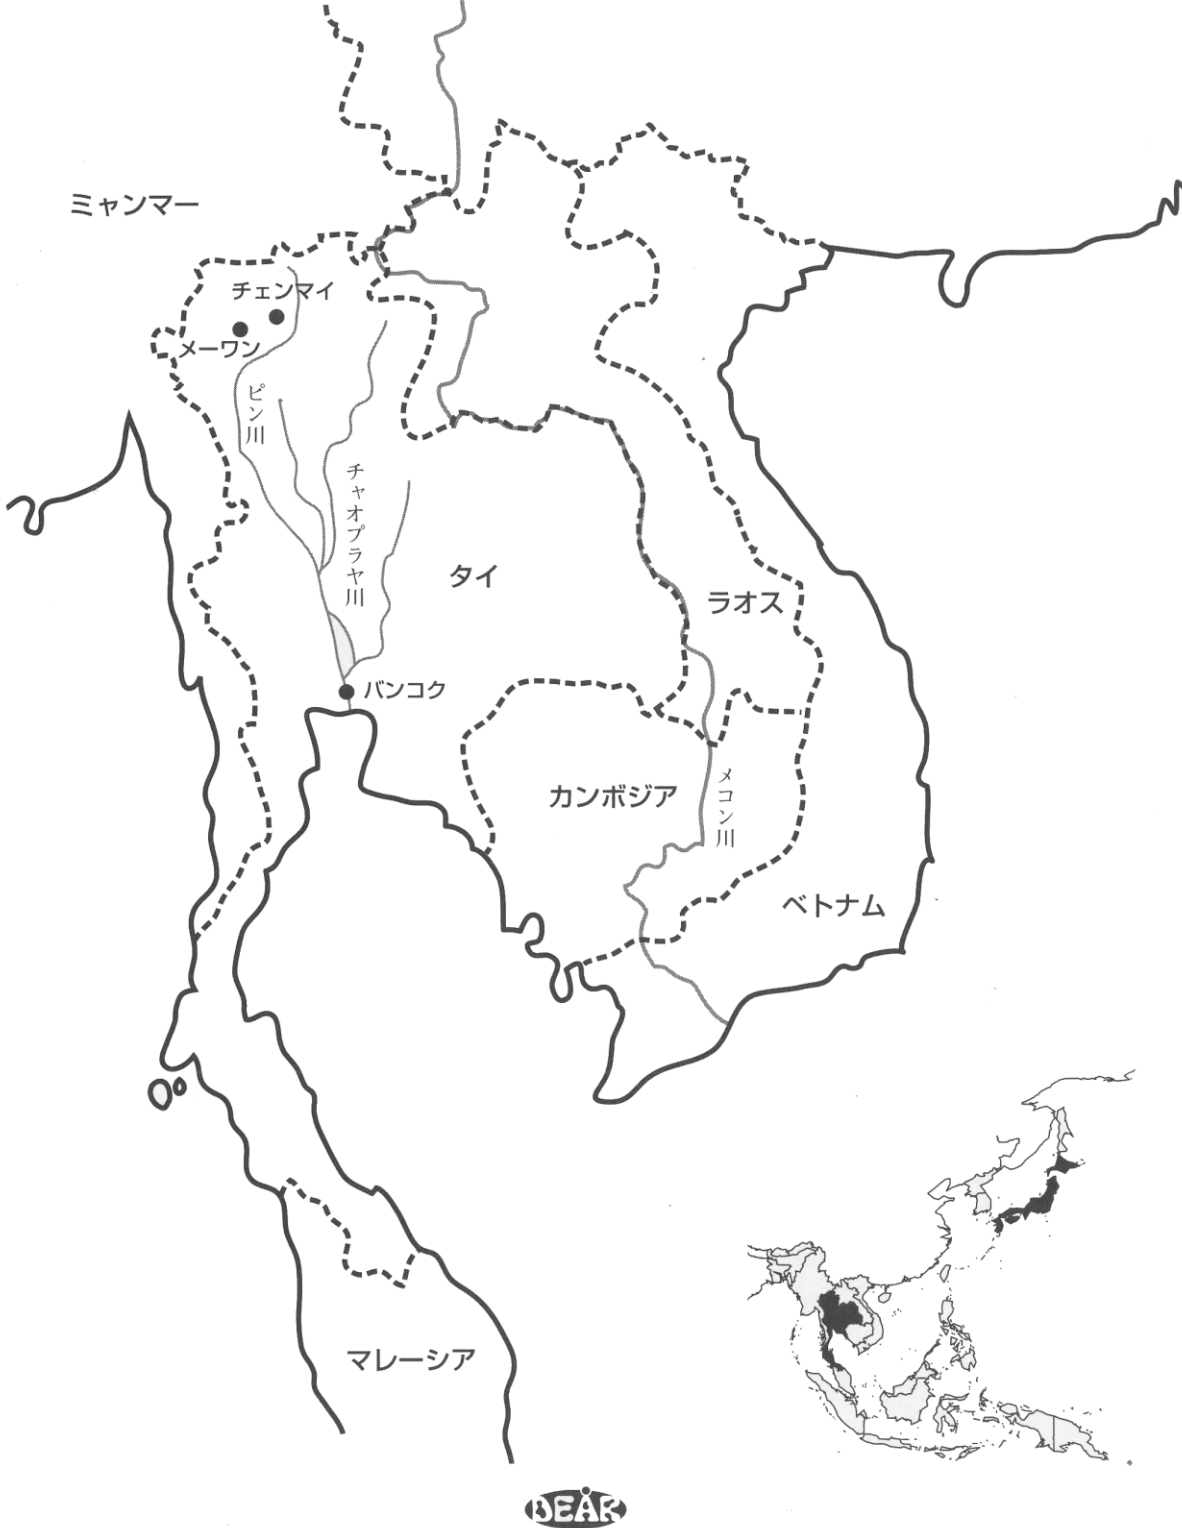 ミャンマー
チェンマイ
メーワン
ピン川
チャオプラヤ川
タイ
ラオス
バンコク
カンボジア
メコン川
ベトナム
マレーシア
DEAR